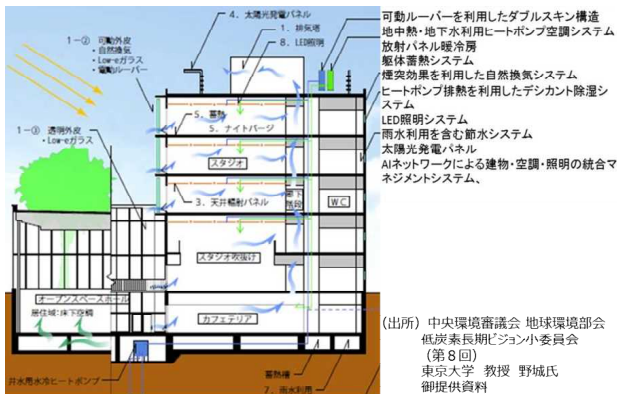 4．太陽光発電パネル
1－② 可動外皮
・自然換気
・Low-eガラス
・電動ルーバー
1．排気塔
8．LED照明
1－③ 透明外皮
・Low-eガラス
5．蓄熱
5．ナイトパージ
スタジオ
3．天井輻射パネル
廊下
階段
WC
スタジオ吹抜け
オープンスペースホール
居住域：床下空調
カフェテリア
井水用水冷ヒートポンプ
蓄熱槽
7．雨水利用
可動ルーバーを利用したダブルスキン構造
地中熱・地下水利用ヒートポンプ空調システム
放射パネル暖冷房
躯体蓄熱システム
煙突効果を利用した自然換気システム
ヒートポンプ排熱を利用したデシカント除湿シ
ステム
LED照明システム
雨水利用を含む節水システム
太陽光発電パネル
AIネットワークによる建物・空調・照明の統合マ
ネジメントシステム、
（出所） 中央環境審議会 地球環境部会
低炭素長期ビジョン小委員会
（第８回）
東京大学 教授 野城氏
御提供資料